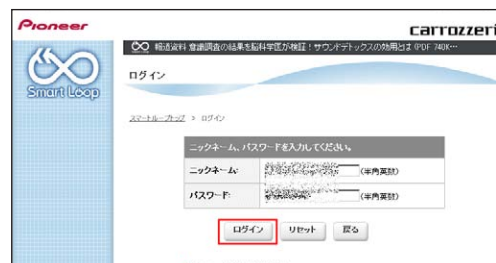 Pioneer
carrozzeri
報道資料 意識調査の結果を脳科学医が検証！サウンドデトックスの効用とは (PDF 740K…
Smart Loop
ログイン
スマートループトップ > ログイン
ニックネーム、パスワードを入力してください。
ニックネーム: (半角英数)
パスワード: (半角英数)
ログイン リセット 戻る